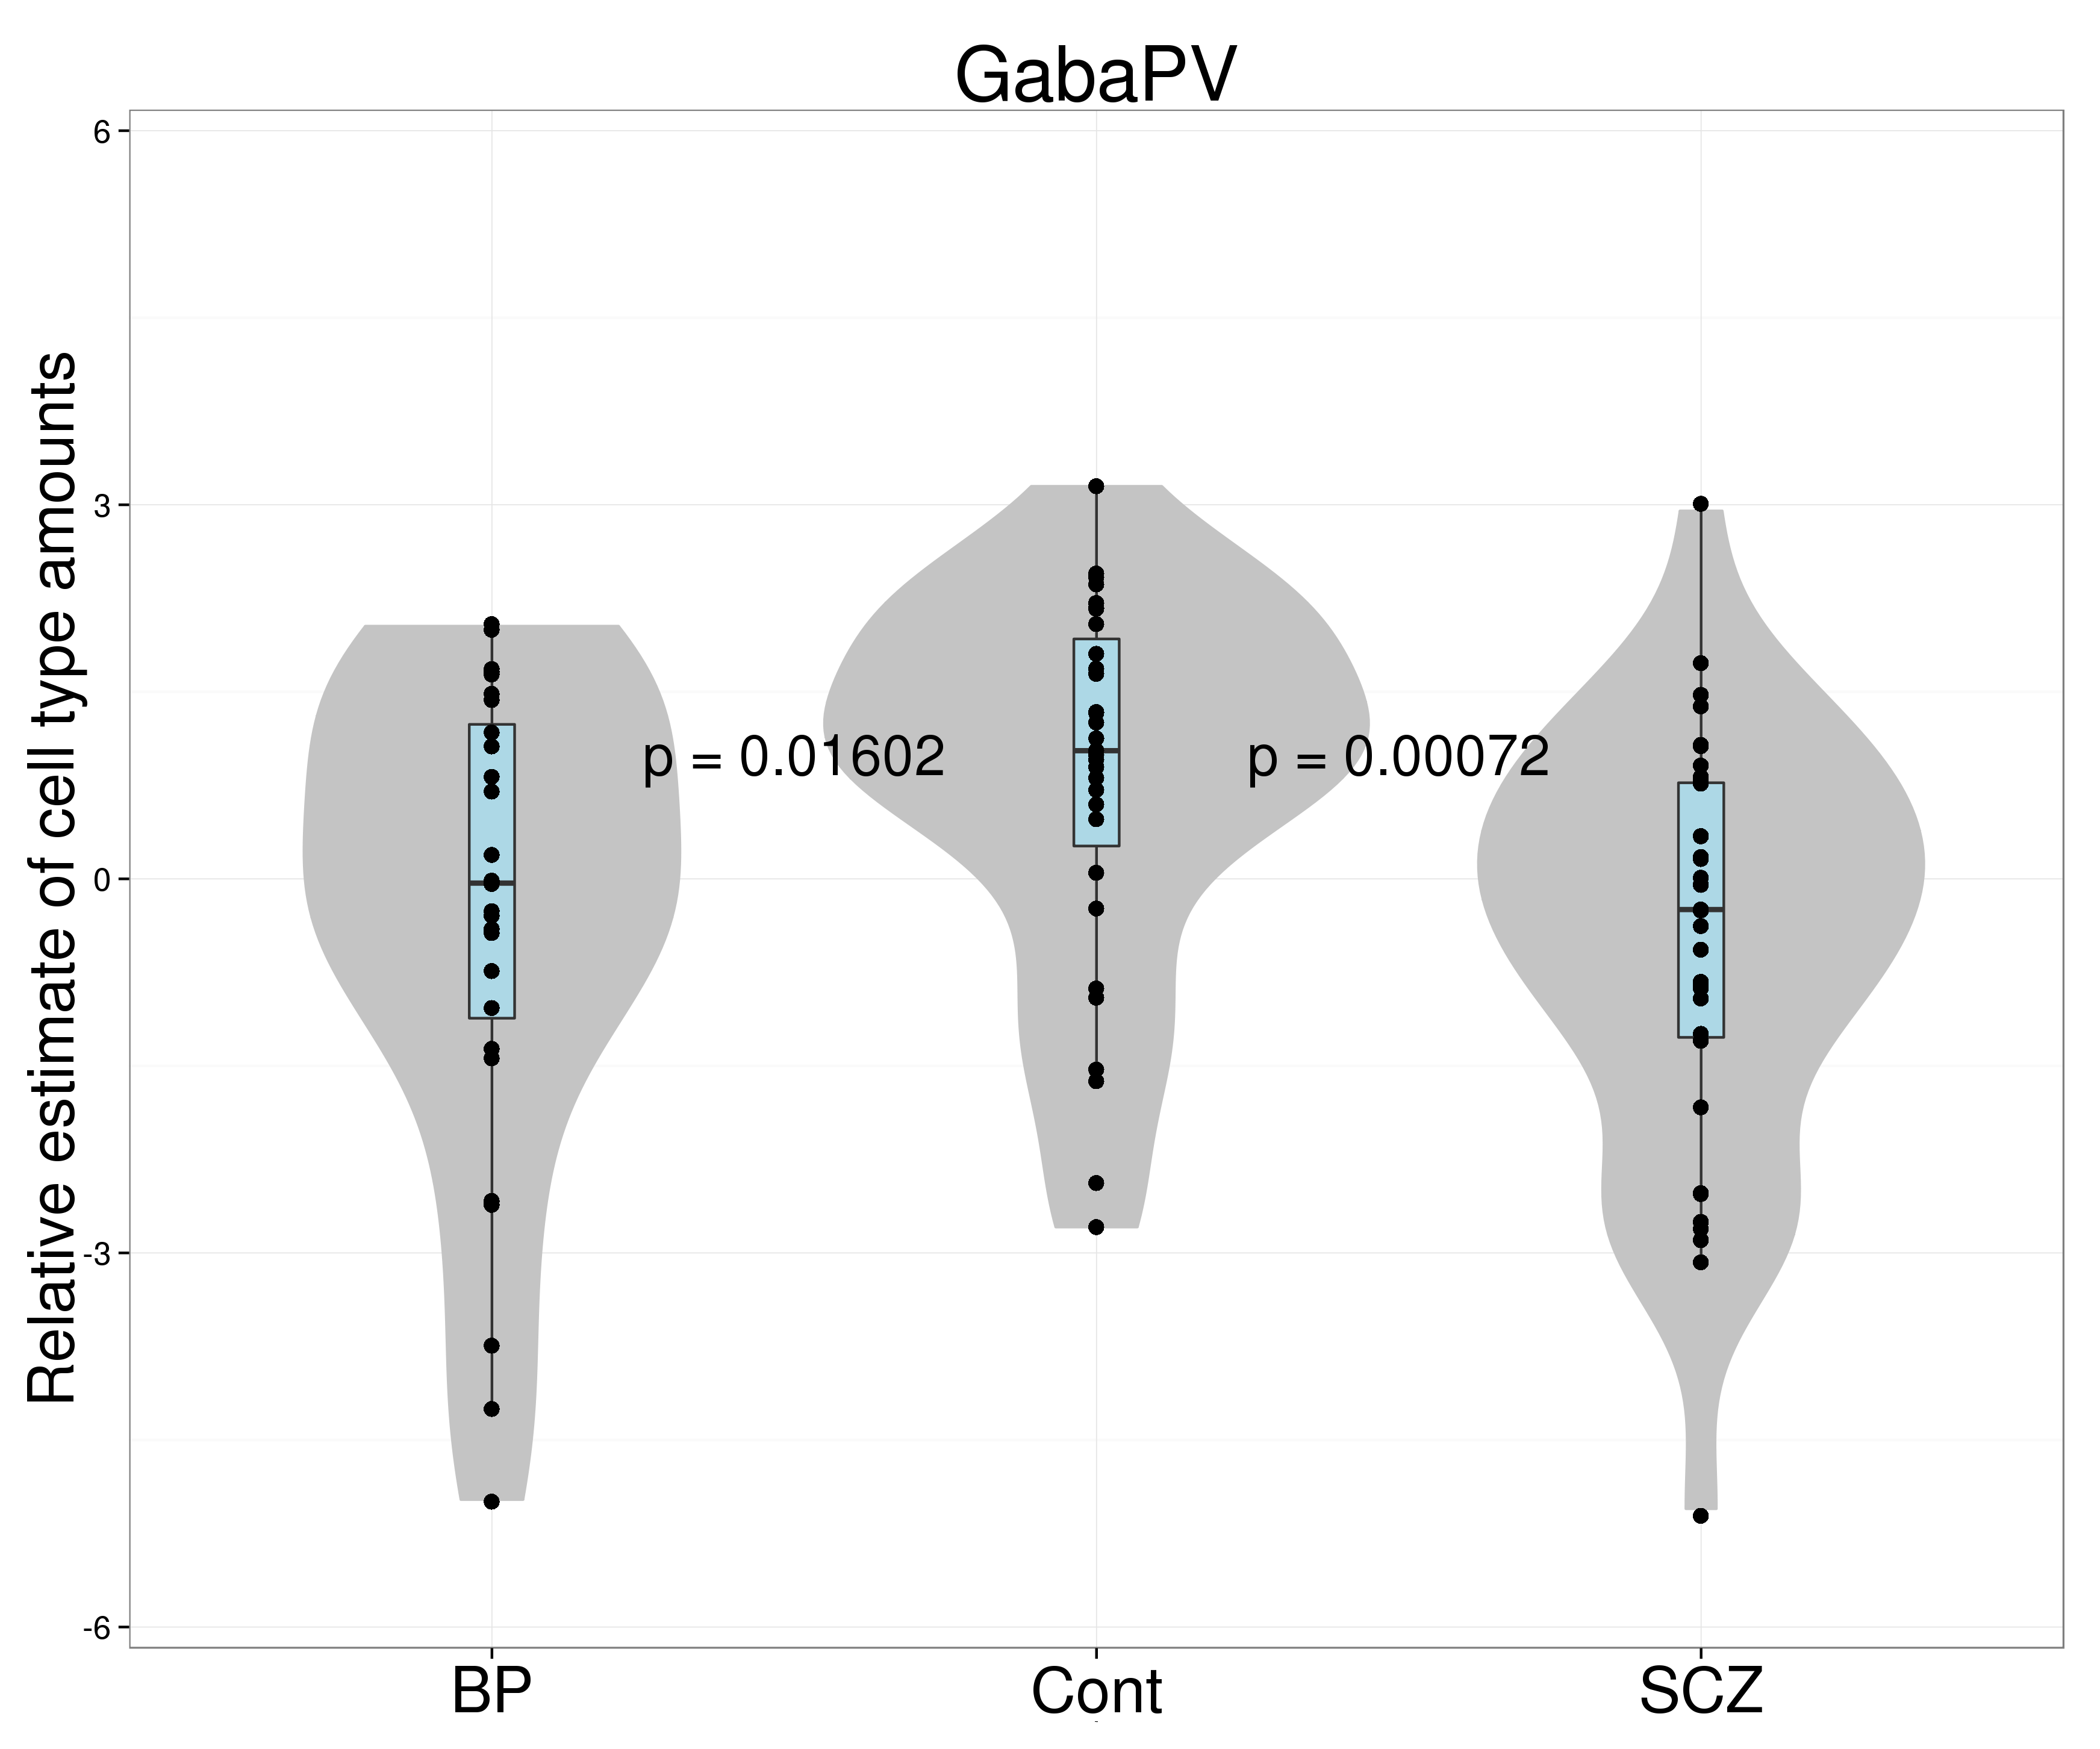 GabaPV
Relative estimate of cell type amounts
6
3
0
-3
-6
p = 0.01602
p = 0.00072
BP
Cont
SCZ